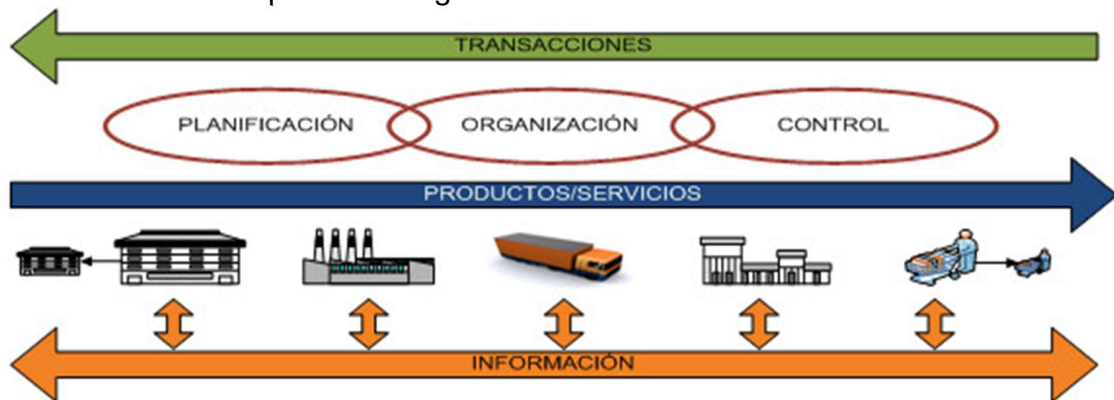 TRANSACCIONES
PLANIFICACIÓN ORGANIZACIÓN CONTROL
PRODUCTOS/SERVICIOS
INFORMACIÓN